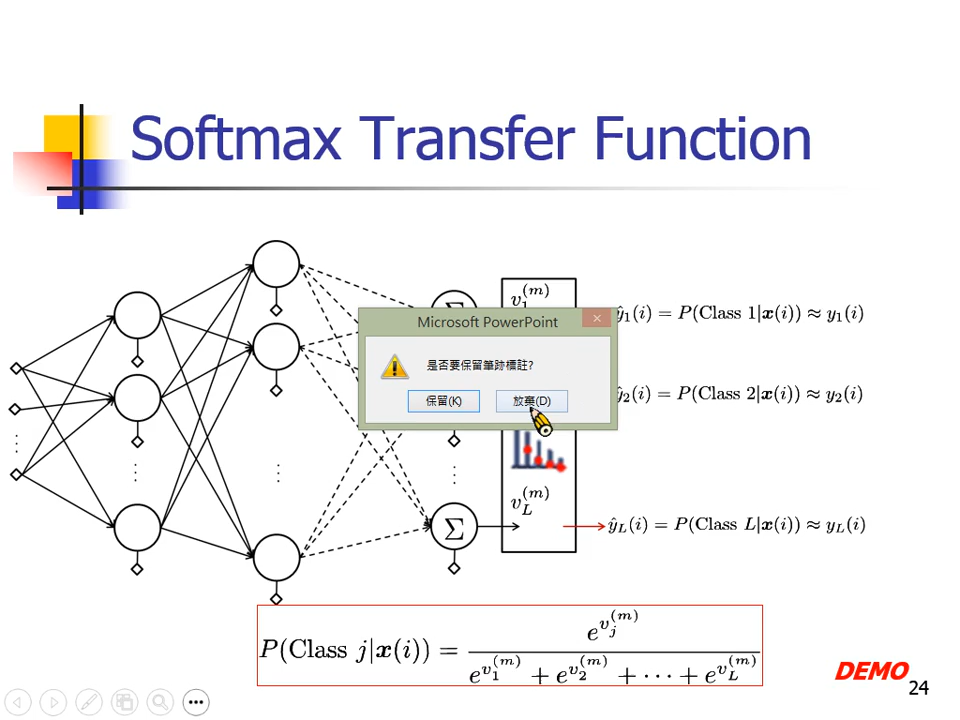 Softmax Transfer Function
v_1^{(m)}
ŷ_1(i) = P(Class 1|x(i)) ≈ y_1(i)
Σ
Microsoft PowerPoint
是否要保留筆跡標註?
保留(K)
放棄(D)
ŷ_2(i) = P(Class 2|x(i)) ≈ y_2(i)
v_L^{(m)}
Σ
ŷ_L(i) = P(Class L|x(i)) ≈ y_L(i)
P(Class j|x(i)) = e^{v_j^{(m)}} / (e^{v_1^{(m)}} + e^{v_2^{(m)}} + ⋯ + e^{v_L^{(m)}})
DEMO
24